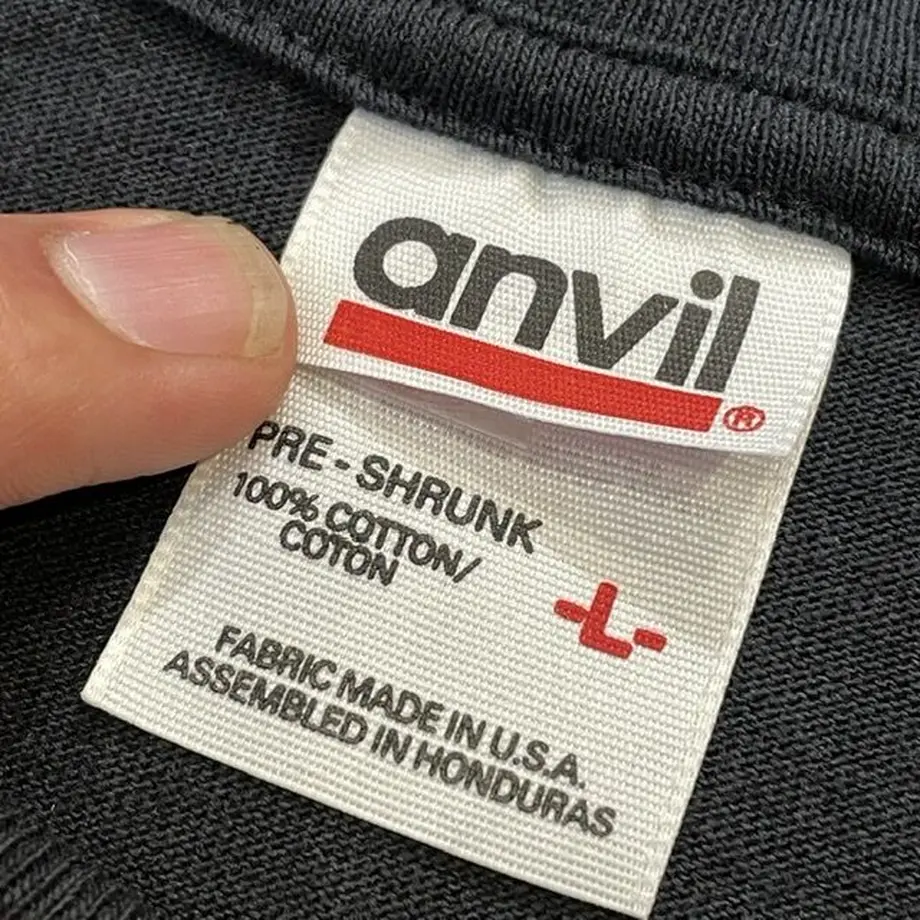 anvil®
PRE-SHRUNK
100% COTTON/
COTON
-L-
FABRIC MADE IN U.S.A.
ASSEMBLED IN HONDURAS